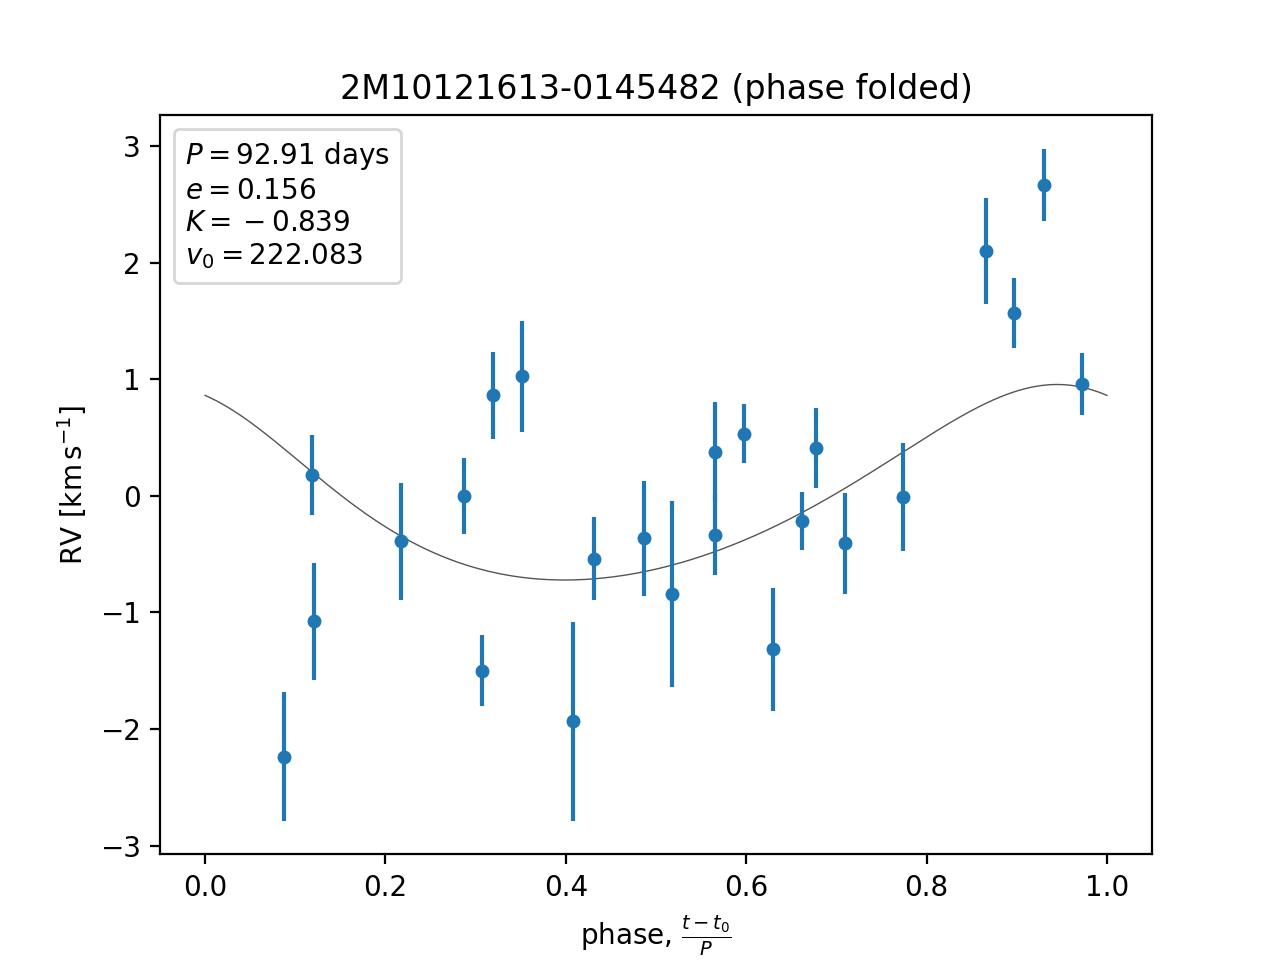 2M10121613-0145482 (phase folded)
P = 92.91 days
e = 0.156
K = −0.839
v₀ = 222.083
3
2
1
0
−1
−2
−3
RV [km s⁻¹]
0.0 0.2 0.4 0.6 0.8 1.0
phase, (t − t₀)/P